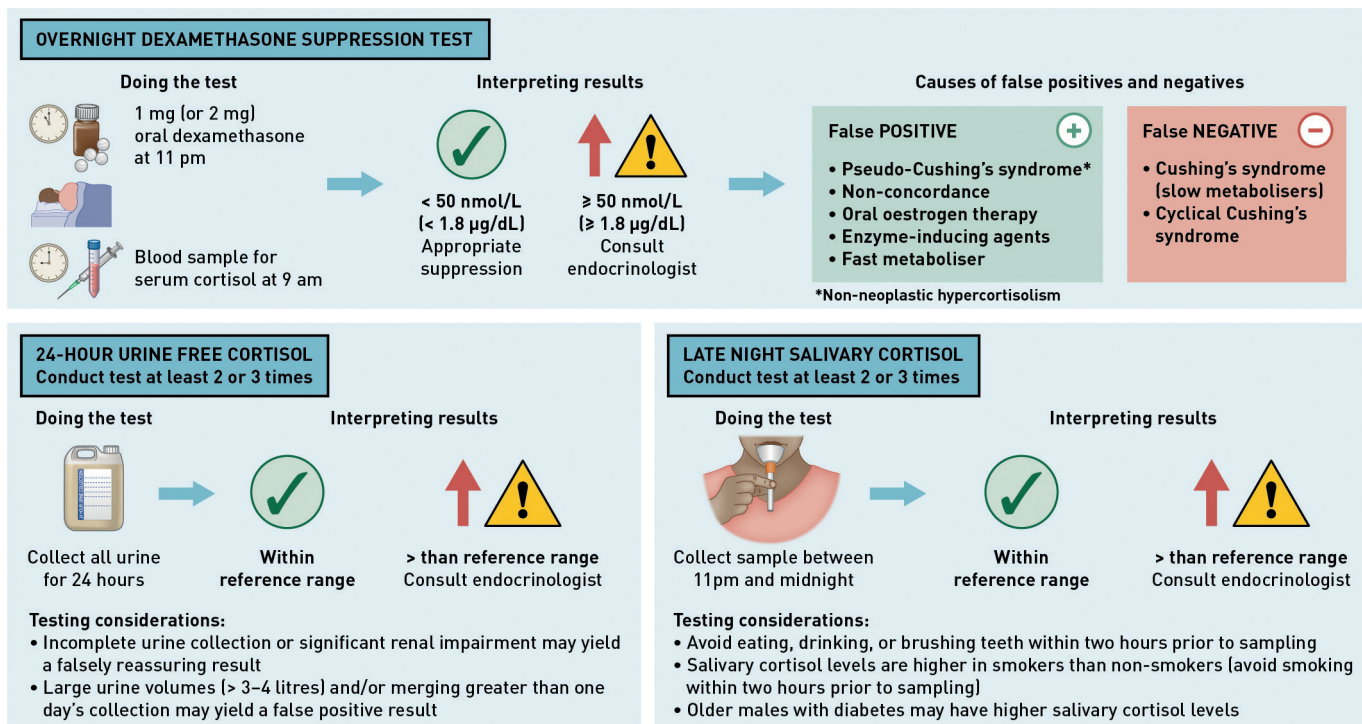 OVERNIGHT DEXAMETHASONE SUPPRESSION TEST
Doing the test
1 mg (or 2 mg)
oral dexamethasone
at 11 pm
Blood sample for
serum cortisol at 9 am
Interpreting results
< 50 nmol/L
(< 1.8 µg/dL)
Appropriate
suppression
≥ 50 nmol/L
(≥ 1.8 µg/dL)
Consult
endocrinologist
Causes of false positives and negatives
False POSITIVE
• Pseudo-Cushing's syndrome*
• Non-concordance
• Oral oestrogen therapy
• Enzyme-inducing agents
• Fast metaboliser
*Non-neoplastic hypercortisolism
False NEGATIVE
• Cushing's syndrome
(slow metabolisers)
• Cyclical Cushing's
syndrome
24-HOUR URINE FREE CORTISOL
Conduct test at least 2 or 3 times
Doing the test
24 HOUR URINE COLLECTION
Collect all urine
for 24 hours
Interpreting results
Within
reference range
> than reference range
Consult endocrinologist
Testing considerations:
• Incomplete urine collection or significant renal impairment may yield
a falsely reassuring result
• Large urine volumes (> 3–4 litres) and/or merging greater than one
day's collection may yield a false positive result
LATE NIGHT SALIVARY CORTISOL
Conduct test at least 2 or 3 times
Doing the test
Collect sample between
11pm and midnight
Interpreting results
Within
reference range
> than reference range
Consult endocrinologist
Testing considerations:
• Avoid eating, drinking, or brushing teeth within two hours prior to sampling
• Salivary cortisol levels are higher in smokers than non-smokers (avoid smoking
within two hours prior to sampling)
• Older males with diabetes may have higher salivary cortisol levels